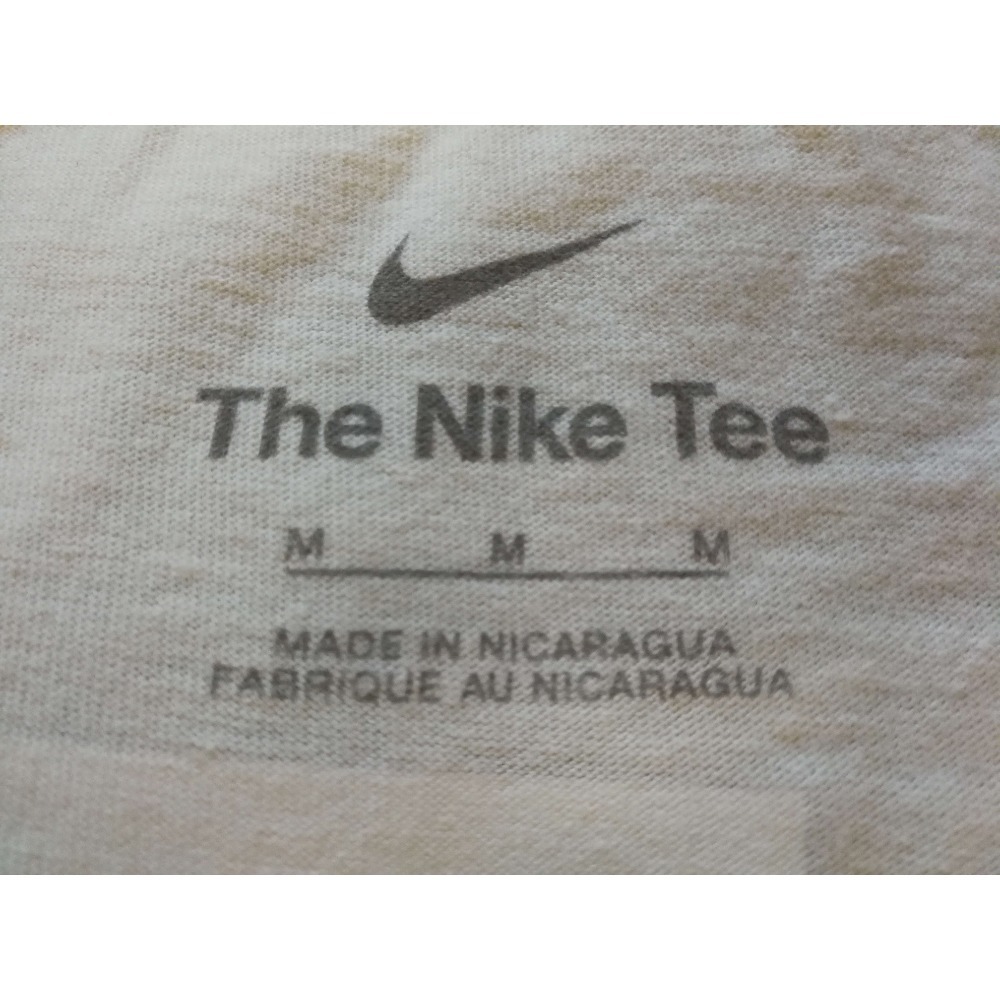 The Nike Tee
M M M
MADE IN NICARAGUA
FABRIQUE AU NICARAGUA